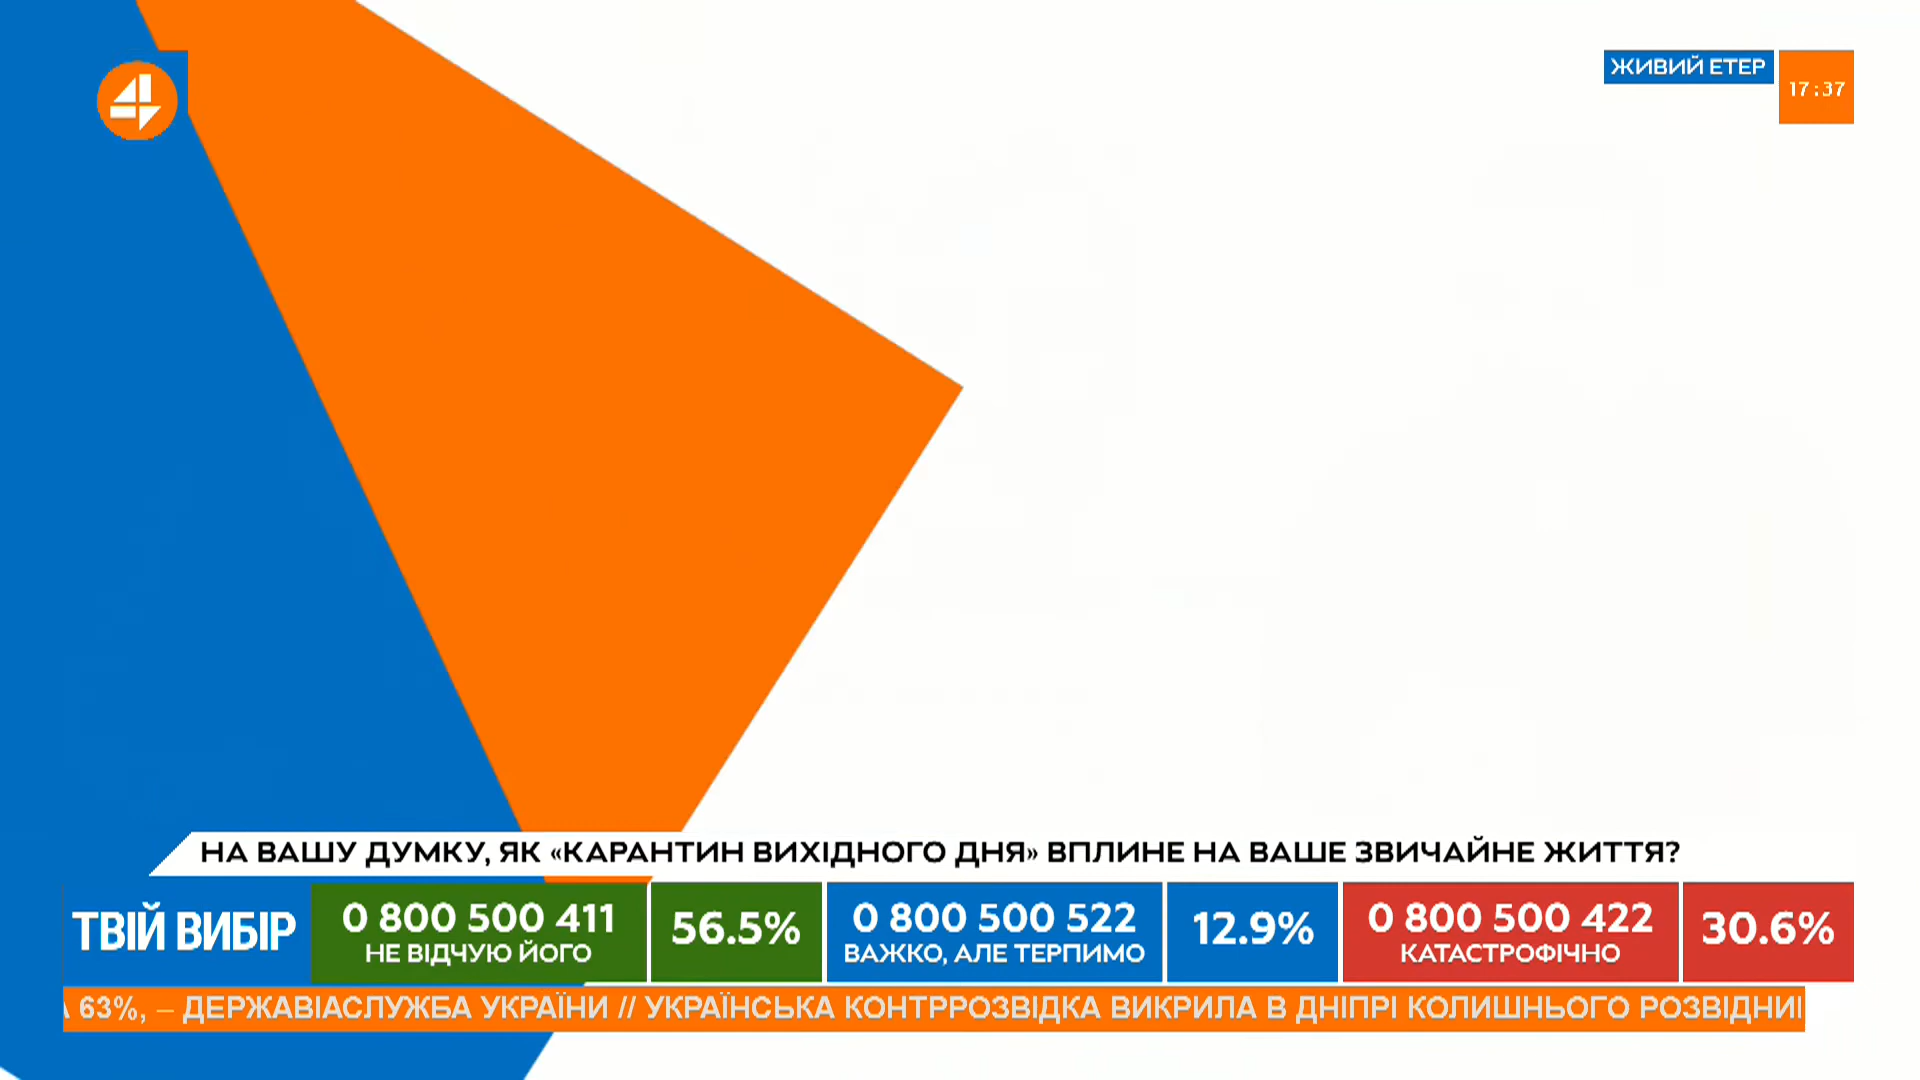 ЖИВИЙ ЕТЕР
17:37
НА ВАШУ ДУМКУ, ЯК «КАРАНТИН ВИХІДНОГО ДНЯ» ВПЛИНЕ НА ВАШЕ ЗВИЧАЙНЕ ЖИТТЯ?
ТВІЙ ВИБІР
0 800 500 411
НЕ ВІДЧУЮ ЙОГО
56.5%
0 800 500 522
ВАЖКО, АЛЕ ТЕРПИМО
12.9%
0 800 500 422
КАТАСТРОФІЧНО
30.6%
63%, – ДЕРЖАВІАСЛУЖБА УКРАЇНИ // УКРАЇНСЬКА КОНТРРОЗВІДКА ВИКРИЛА В ДНІПРІ КОЛИШНЬОГО